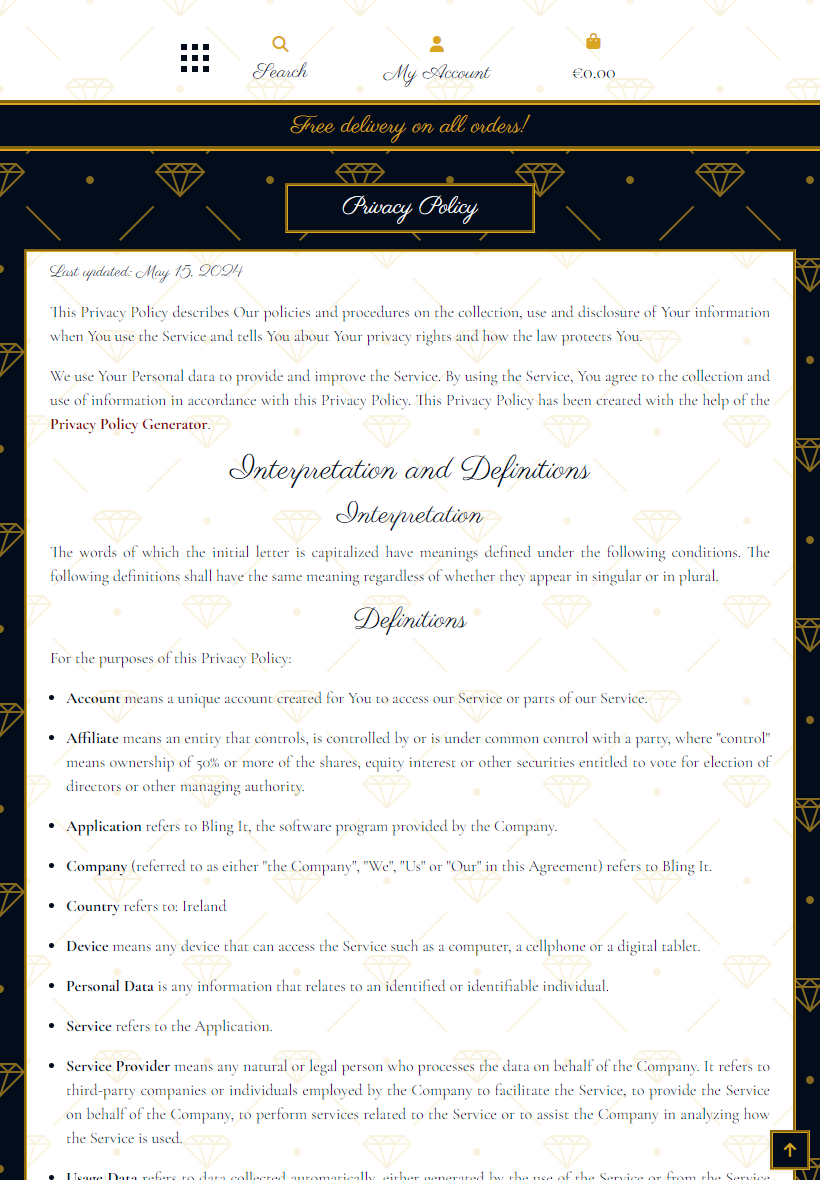 Search
My Account
€0.00
Free delivery on all orders!
Privacy Policy
Last updated: May 15, 2024
This Privacy Policy describes Our policies and procedures on the collection, use and disclosure of Your information
when You use the Service and tells You about Your privacy rights and how the law protects You.
We use Your Personal data to provide and improve the Service. By using the Service, You agree to the collection and
use of information in accordance with this Privacy Policy. This Privacy Policy has been created with the help of the
Privacy Policy Generator.
Interpretation and Definitions
Interpretation
The words of which the initial letter is capitalized have meanings defined under the following conditions. The
following definitions shall have the same meaning regardless of whether they appear in singular or in plural.
Definitions
For the purposes of this Privacy Policy:
Account means a unique account created for You to access our Service or parts of our Service.
Affiliate means an entity that controls, is controlled by or is under common control with a party, where "control"
means ownership of 50% or more of the shares, equity interest or other securities entitled to vote for election of
directors or other managing authority.
Application refers to Bling It, the software program provided by the Company.
Company (referred to as either "the Company", "We", "Us" or "Our" in this Agreement) refers to Bling It.
Country refers to: Ireland
Device means any device that can access the Service such as a computer, a cellphone or a digital tablet.
Personal Data is any information that relates to an identified or identifiable individual.
Service refers to the Application.
Service Provider means any natural or legal person who processes the data on behalf of the Company. It refers to
third-party companies or individuals employed by the Company to facilitate the Service, to provide the Service
on behalf of the Company, to perform services related to the Service or to assist the Company in analyzing how
the Service is used.
Usage Data refers to data collected automatically, either generated by the use of the Service or from the Service